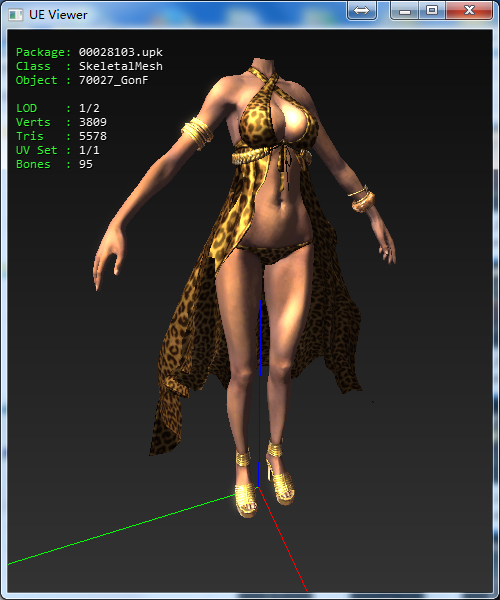 UE Viewer
Package: 00028103.upk
Class : SkeletalMesh
Object : 70027_GonF
LOD : 1/2
Verts : 3809
Tris : 5578
UV Set : 1/1
Bones : 95